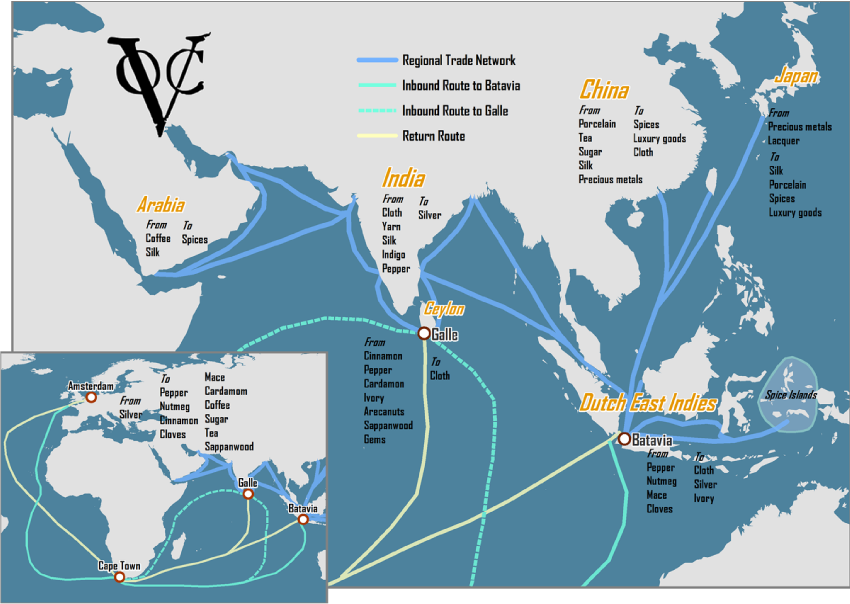 VOC
Regional Trade Network
Inbound Route to Batavia
Inbound Route to Galle
Return Route
Japan
From
Precious metals
Lacquer
To
Silk
Porcelain
Spices
Luxury goods
China
From
Porcelain
Tea
Sugar
Silk
Precious metals
To
Spices
Luxury goods
Cloth
India
From
Cloth
Yarn
Silk
Indigo
Pepper
To
Silver
Arabia
From
Coffee
Silk
To
Spices
Ceylon
Galle
From
Cinnamon
Pepper
Cardamon
Ivory
Arecanuts
Sappanwood
Gems
To
Cloth
Dutch East Indies
Spice Islands
Batavia
From
Pepper
Nutmeg
Mace
Cloves
To
Cloth
Silver
Ivory
Amsterdam
From
Silver
To
Pepper
Nutmeg
Cinnamon
Cloves
Mace
Cardamom
Coffee
Sugar
Tea
Sappanwood
Galle
Batavia
Cape Town